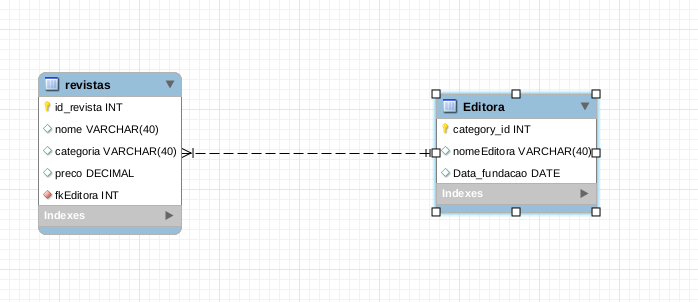 revistas
id_revista INT
nome VARCHAR(40)
categoria VARCHAR(40)
preco DECIMAL
fkEditora INT
Indexes
Editora
category_id INT
nomeEditora VARCHAR(40)
Data_fundacao DATE
Indexes